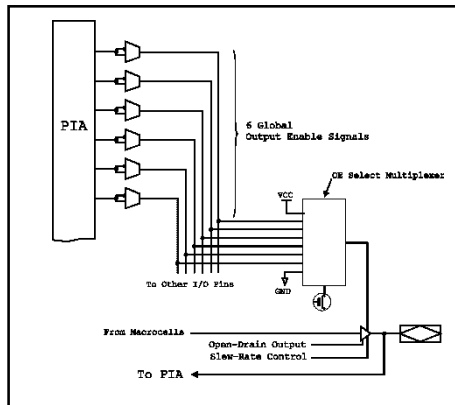 PIA
6 Global
Output Enable Signals
OE Select Multiplexer
VCC
To Other I/O Pins
GND
From Macrocells
Open-Drain Output
Slew-Rate Control
To PIA